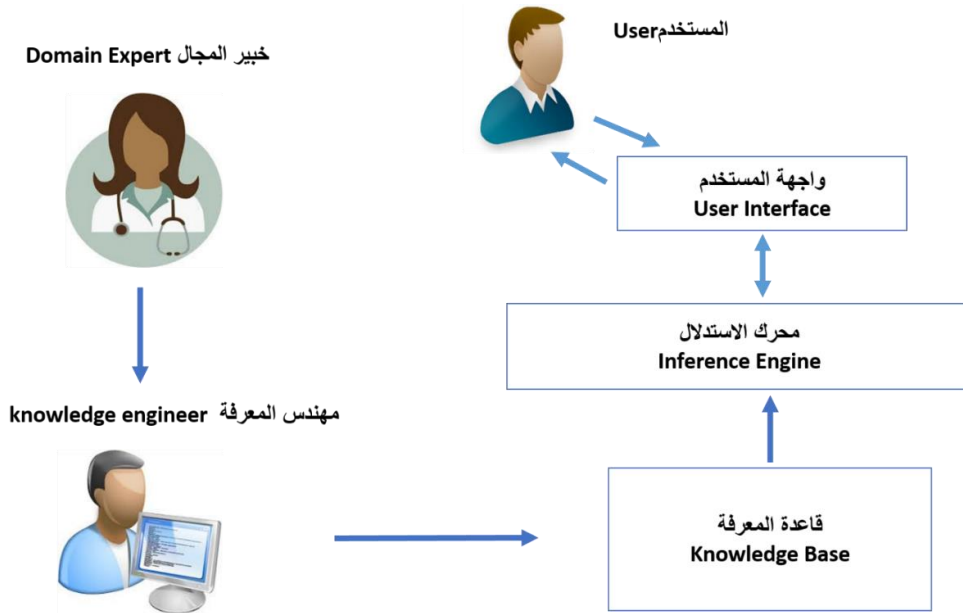 المستخدمUser
خبير المجال Domain Expert
واجهة المستخدم
User Interface
محرك الاستدلال
Inference Engine
مهندس المعرفة knowledge engineer
قاعدة المعرفة
Knowledge Base